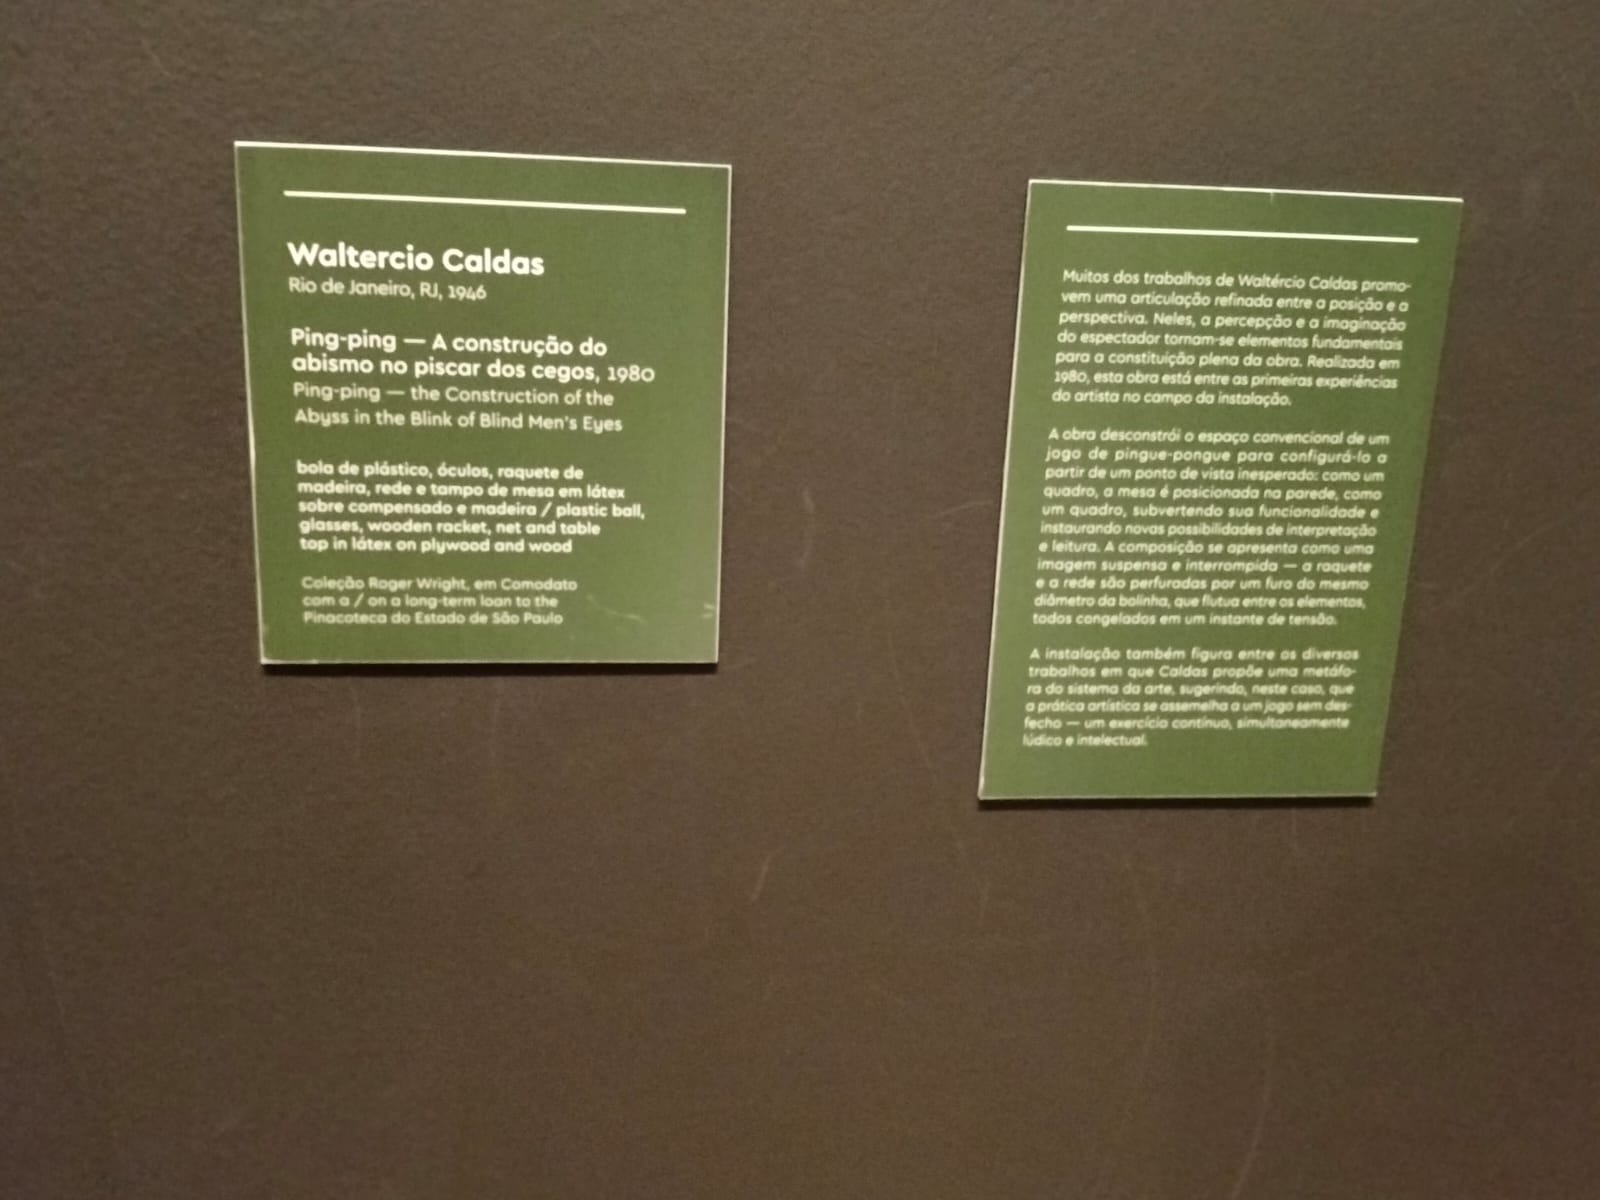 Waltercio Caldas
Rio de Janeiro, RJ, 1946
Ping-ping — A construção do
abismo no piscar dos cegos, 1980
Ping-ping — the Construction of the
Abyss in the Blink of Blind Men's Eyes
bola de plástico, óculos, raquete de
madeira, rede e tampo de mesa em látex
sobre compensado e madeira / plastic ball,
glasses, wooden racket, net and table
top in látex on plywood and wood
Coleção Roger Wright, em Comodato
com a / on a long-term loan to the
Pinacoteca do Estado de São Paulo
Muitos dos trabalhos de Waltércio Caldas promo-
vem uma articulação refinada entre a posição e a
perspectiva. Neles, a percepção e a imaginação
do espectador tornam-se elementos fundamentais
para a constituição plena da obra. Realizada em
1980, esta obra está entre as primeiras experiências
do artista no campo da instalação.
A obra desconstrói o espaço convencional de um
jogo de pingue-pongue para configurá-lo a
partir de um ponto de vista inesperado: como um
quadro, a mesa é posicionada na parede, como
um quadro, subvertendo sua funcionalidade e
instaurando novas possibilidades de interpretação
e leitura. A composição se apresenta como uma
imagem suspensa e interrompida — a raquete
e a rede são perfuradas por um furo do mesmo
diâmetro da bolinha, que flutua entre os elementos,
todos congelados em um instante de tensão.
A instalação também figura entre os diversos
trabalhos em que Caldas propõe uma metáfo-
ra do sistema da arte, sugerindo, neste caso, que
a prática artística se assemelha a um jogo sem des-
fecho — um exercício contínuo, simultaneamente
lúdico e intelectual.